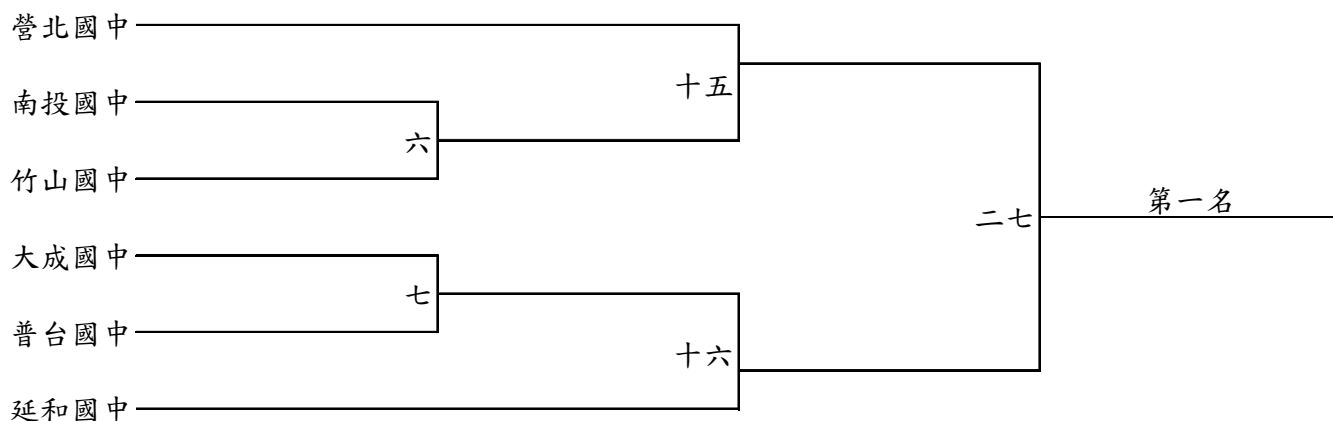 營北國中
十五
南投國中
六
竹山國中
二七
第一名
大成國中
七
普台國中
十六
延和國中